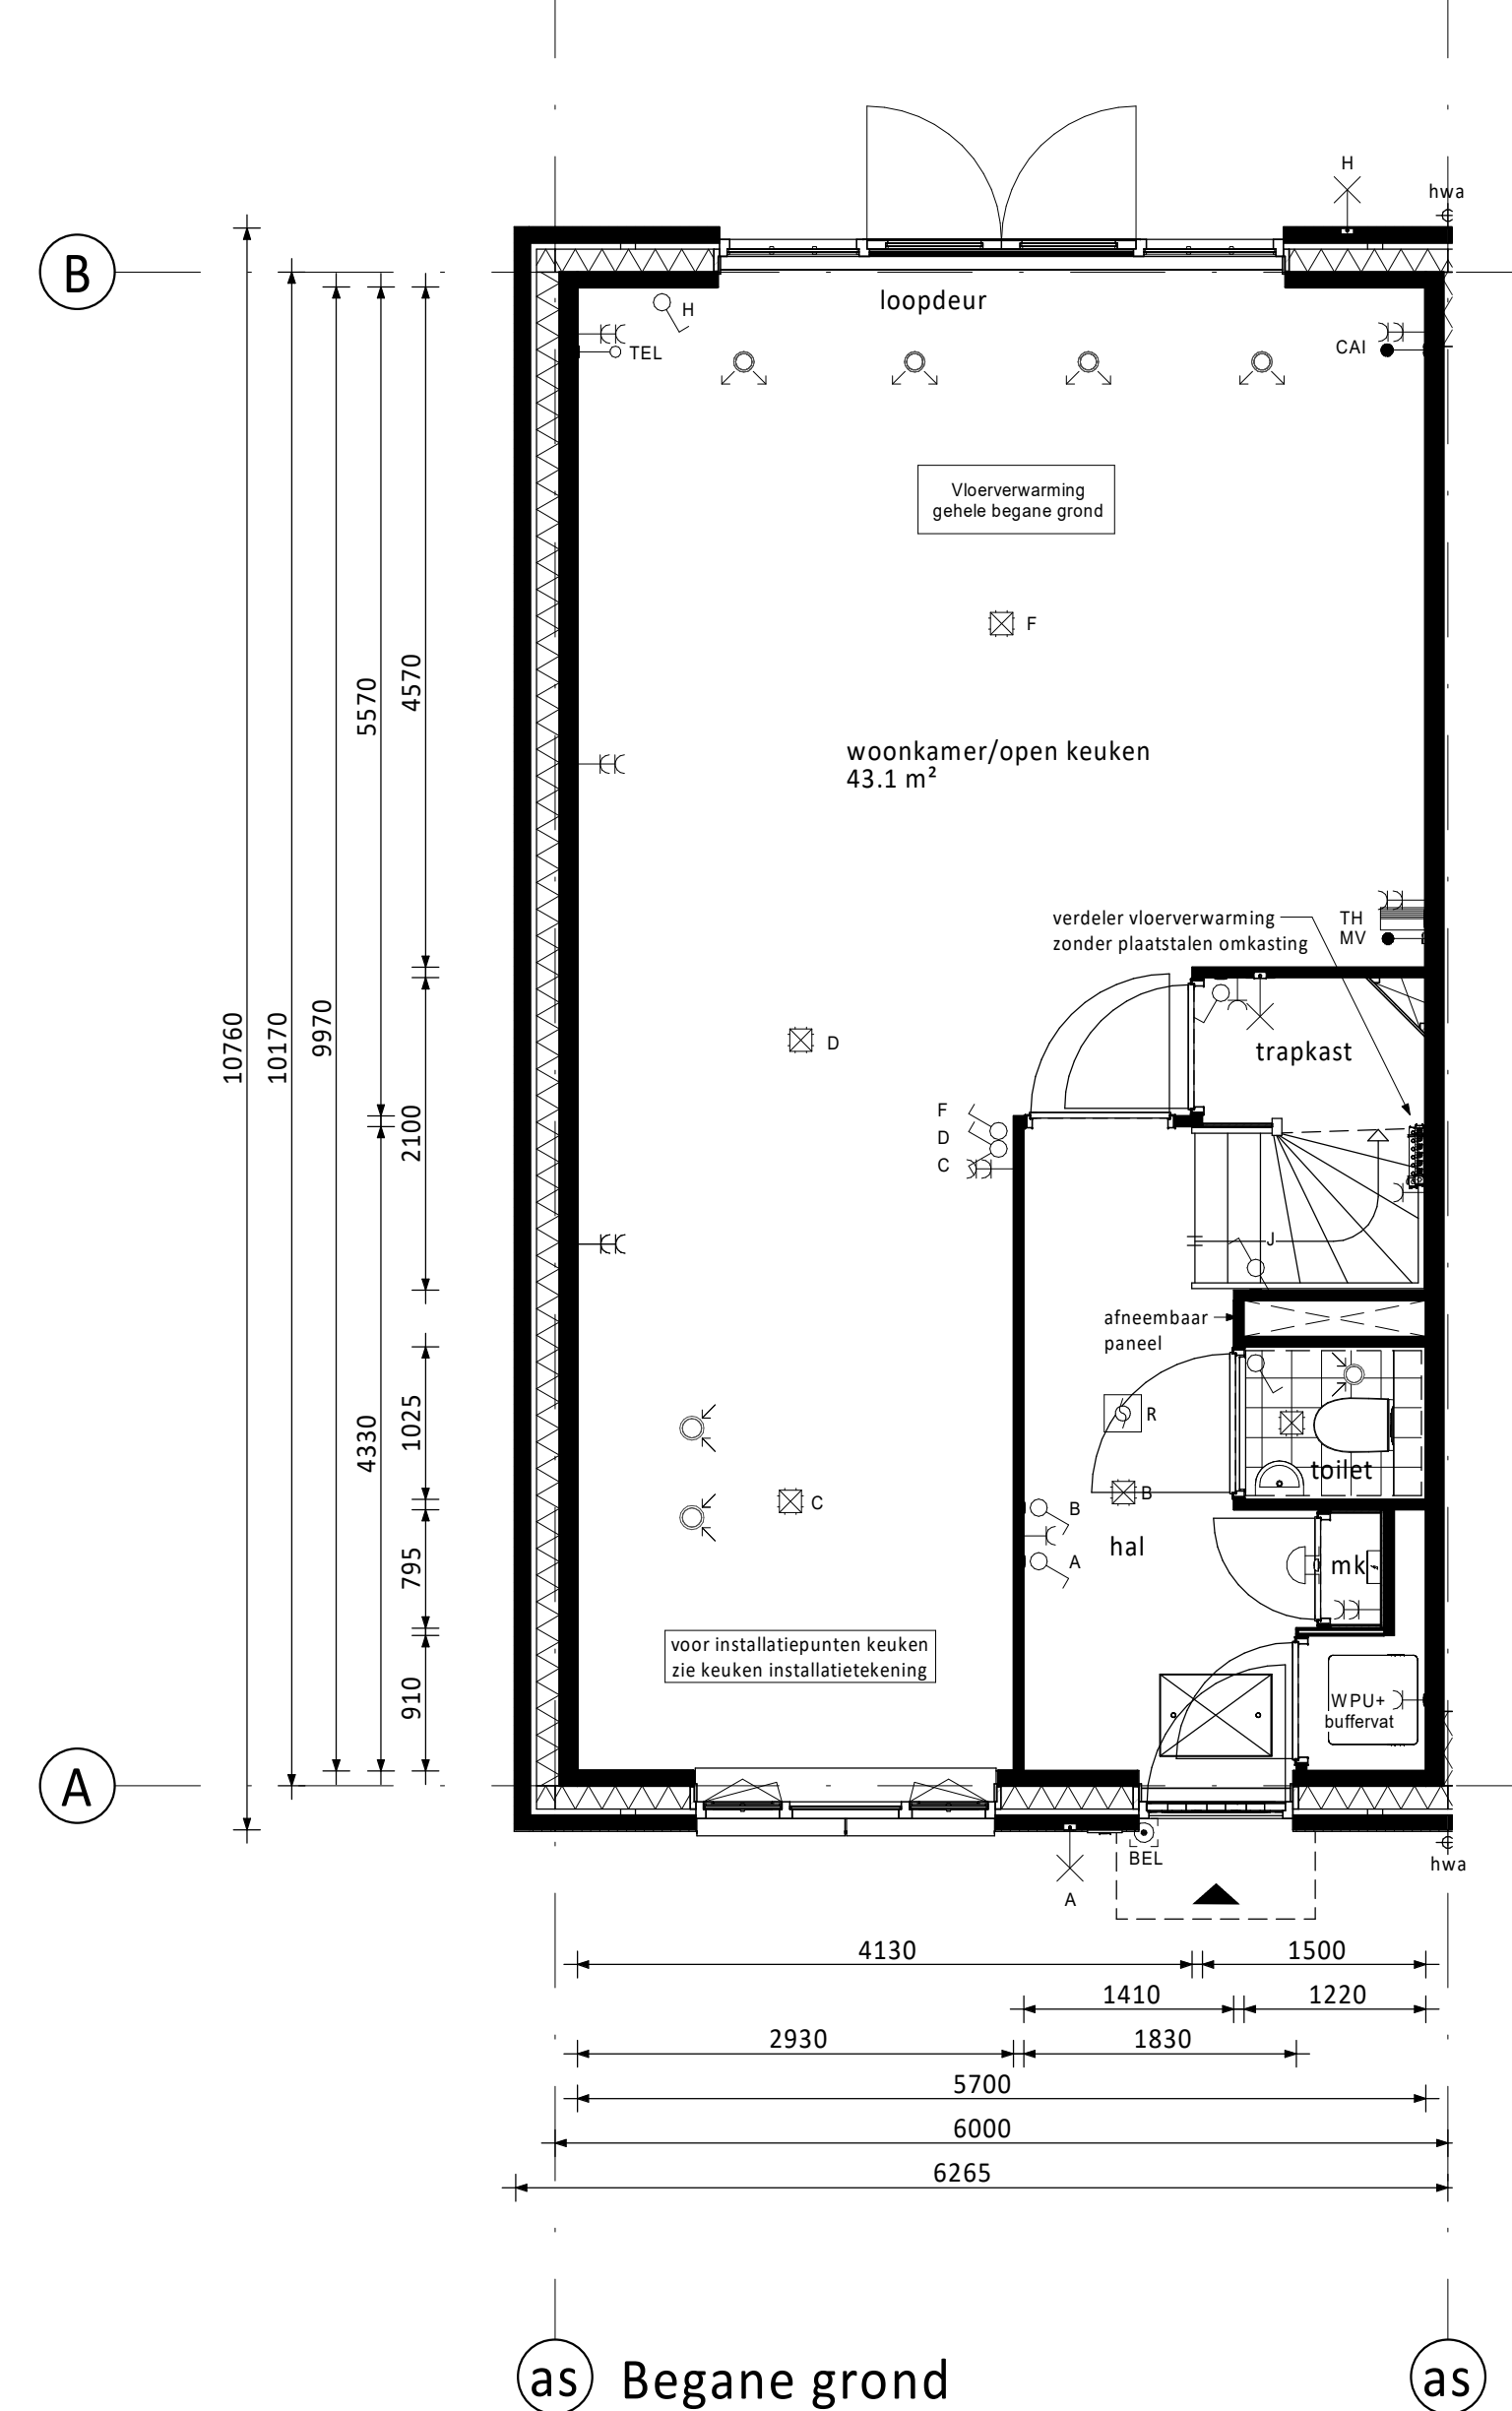 H
hwa
B
loopdeur
H
TEL
CAI
Vloerverwarming
gehele begane grond
F
4570
5570
woonkamer/open keuken
43.1 m²
verdeler vloerverwarming
zonder plaatstalen omkasting
TH
MV
10760
10170
9970
D
trapkast
F
D
C
2100
J
afneembaar
paneel
1025
4330
R
toilet
C
B
B
hal
A
mk
795
voor installatiepunten keuken
zie keuken installatietekening
910
WPU+
buffervat
A
BEL
hwa
A
4130
1500
1410
1220
2930
1830
5700
6000
6265
as
Begane grond
as